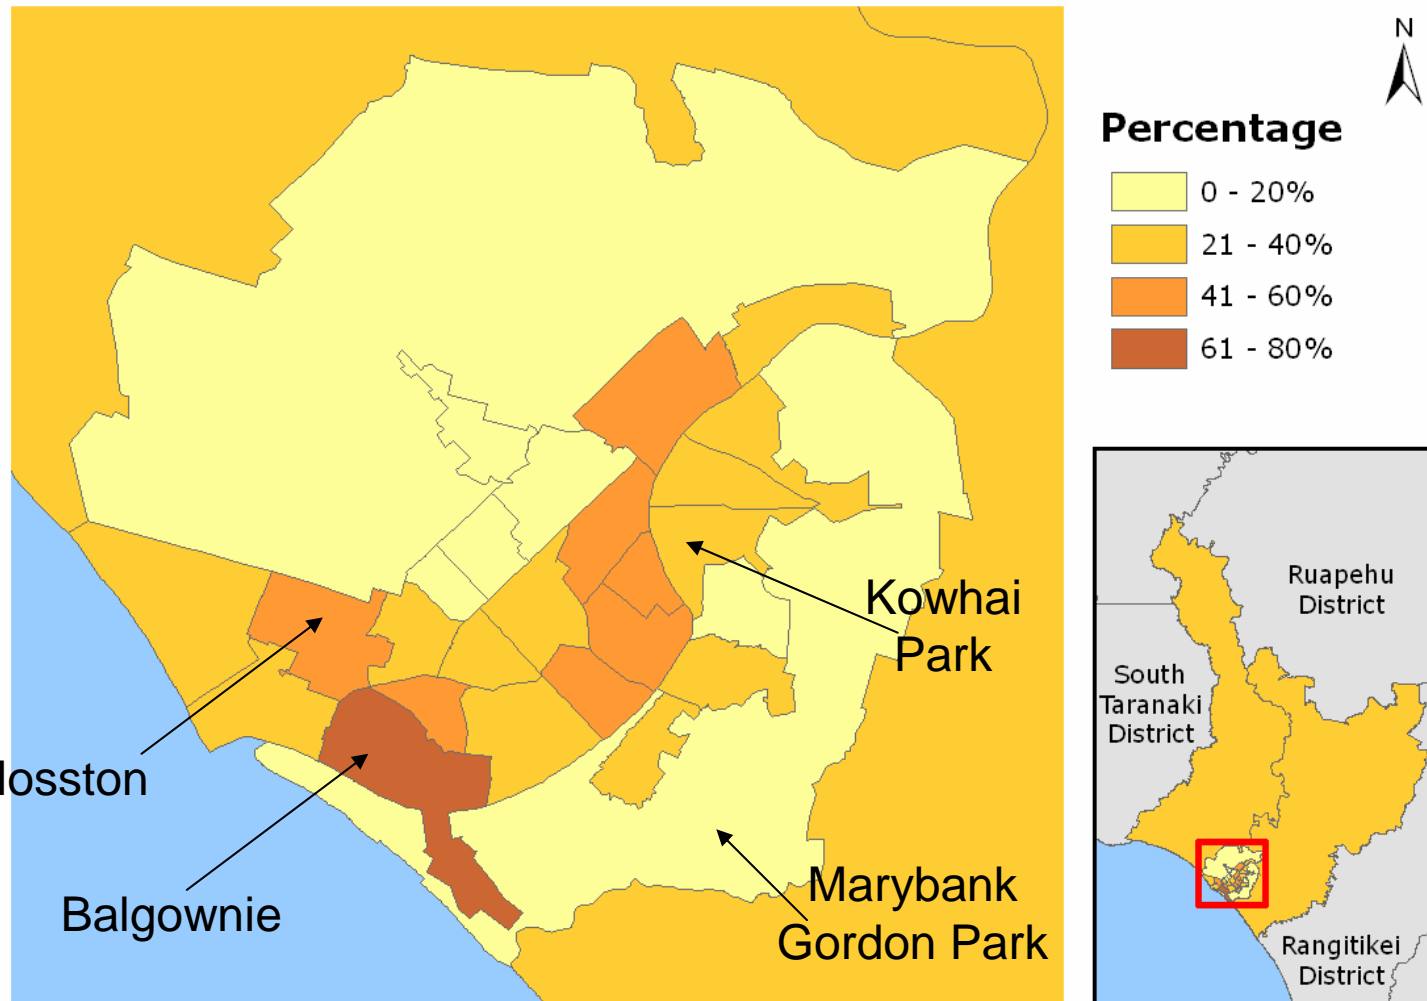 N
Percentage
0 - 20%
21 - 40%
41 - 60%
61 - 80%
Kowhai
Park
Balgownie
Marybank
Gordon Park
Ruapehu
District
South
Taranaki
District
Rangitikei
District